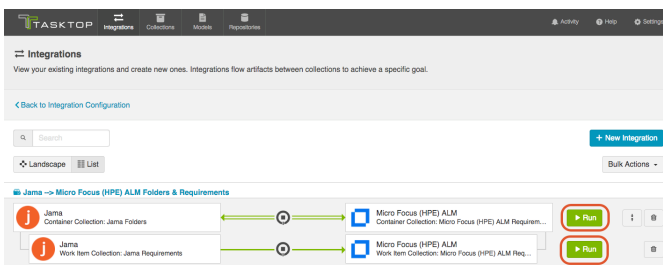 TASKTOP
Integrations
Collections
Models
Repositories
Activity
Help
Settings
Integrations
View your existing integrations and create new ones. Integrations flow artifacts between collections to achieve a specific goal.
Back to Integration Configuration
Search
+ New Integration
Landscape
List
Bulk Actions
Jama --> Micro Focus (HPE) ALM Folders & Requirements
Jama
Container Collection: Jama Folders
Micro Focus (HPE) ALM
Container Collection: Micro Focus (HPE) ALM Requirem...
Run
Jama
Work Item Collection: Jama Requirements
Micro Focus (HPE) ALM
Work Item Collection: Micro Focus (HPE) ALM Req...
Run